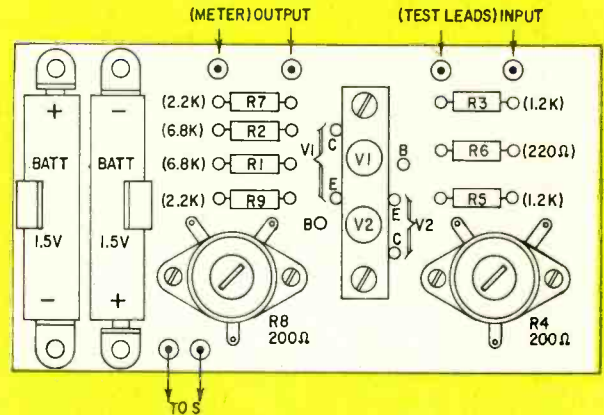 (METER) OUTPUT
(TEST LEADS) INPUT
+
-
(2.2K) R7
R3 (1.2K)
(6.8K) R2
V1
C
BATT
BATT
V1
B
R6 (220Ω)
(6.8K) R1
(2.2K) R9
E
E
R5 (1.2K)
B
V2
V2
1.5V
1.5V
C
-
+
R8
200Ω
R4
200Ω
TO S